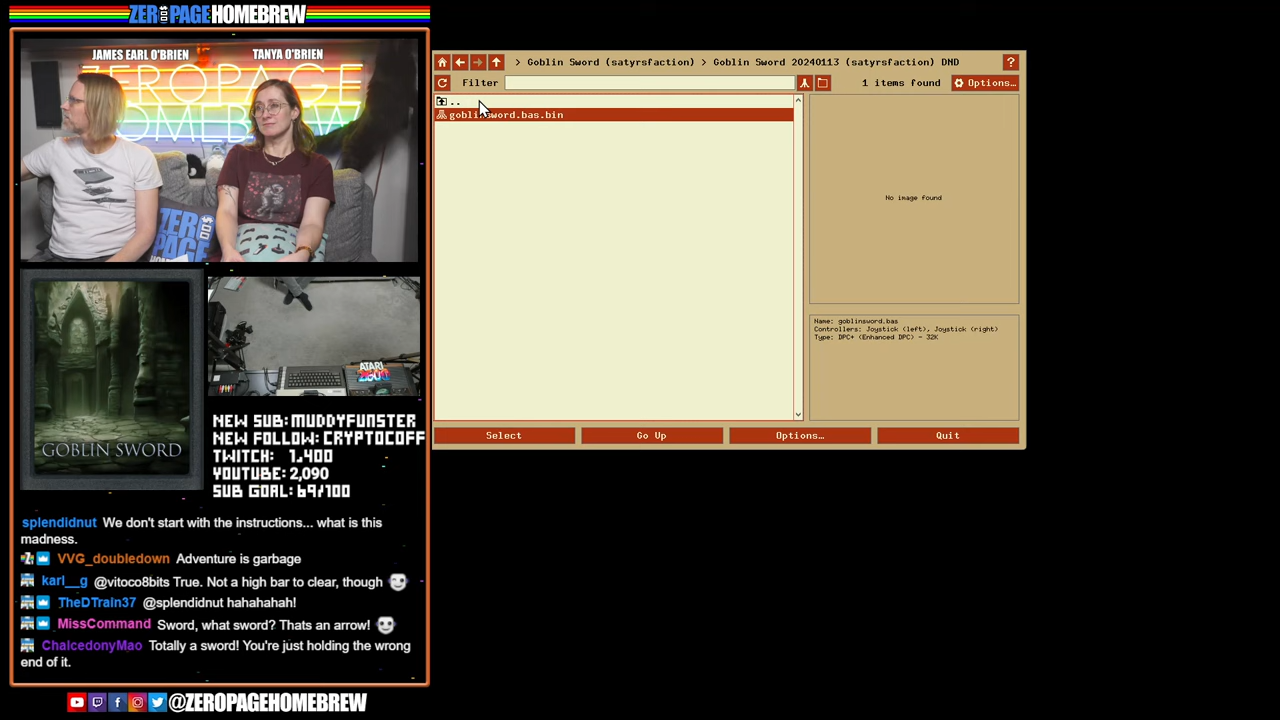 ZEROPAGEHOMEBREW
JAMES EARL O'BRIEN
TANYA O'BRIEN
ZEROPAGE
HOMEBREW
ZERO
PAGE
ATARI
2600
GOBLIN SWORD
NEW SUB: MUDDYFUNSTER
NEW FOLLOW: CRYPTOCOFF
TWITCH: 1,400
YOUTUBE: 2,090
SUB GOAL: 69/100
splendidnut We don't start with the instructions... what is this
madness.
VVG_doubledown Adventure is garbage
karl__g @vitoco8bits True. Not a high bar to clear, though
TheDTrain37 @splendidnut hahahahah!
MissCommand Sword, what sword? Thats an arrow!
ChalcedonyMao Totally a sword! You're just holding the wrong
end of it.
@ZEROPAGEHOMEBREW
> Goblin Sword (satyrsfaction) > Goblin Sword 20240113 (satyrsfaction) DND
?
Filter
1 items found
Options…
..
goblinsword.bas.bin
No image found
Name: goblinsword.bas
Controllers: Joystick (left), Joystick (right)
Type: DPC+ (Enhanced DPC) - 32K
Select
Go Up
Options…
Quit